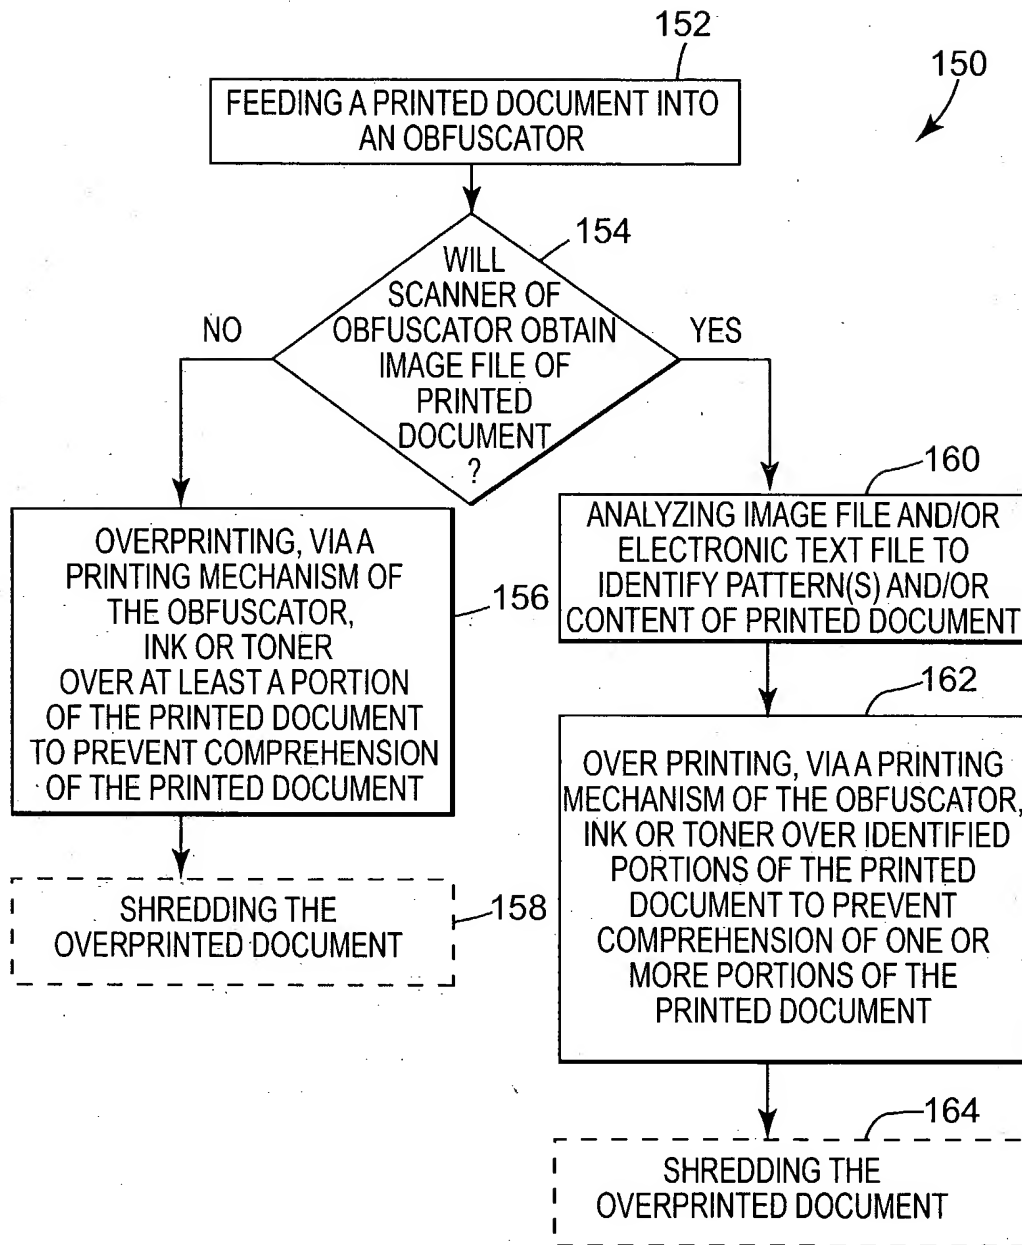 152
150
FEEDING A PRINTED DOCUMENT INTO
AN OBFUSCATOR
154
WILL
SCANNER OF
OBFUSCATOR OBTAIN
IMAGE FILE OF
PRINTED
DOCUMENT
?
NO
YES
OVERPRINTING, VIA A
PRINTING MECHANISM OF
THE OBFUSCATOR,
INK OR TONER
OVER AT LEAST A PORTION
OF THE PRINTED DOCUMENT
TO PREVENT COMPREHENSION
OF THE PRINTED DOCUMENT
156
SHREDDING THE
OVERPRINTED DOCUMENT
158
160
ANALYZING IMAGE FILE AND/OR
ELECTRONIC TEXT FILE TO
IDENTIFY PATTERN(S) AND/OR
CONTENT OF PRINTED DOCUMENT
162
OVER PRINTING, VIA A PRINTING
MECHANISM OF THE OBFUSCATOR,
INK OR TONER OVER IDENTIFIED
PORTIONS OF THE PRINTED
DOCUMENT TO PREVENT
COMPREHENSION OF ONE OR
MORE PORTIONS OF THE
PRINTED DOCUMENT
164
SHREDDING THE
OVERPRINTED DOCUMENT